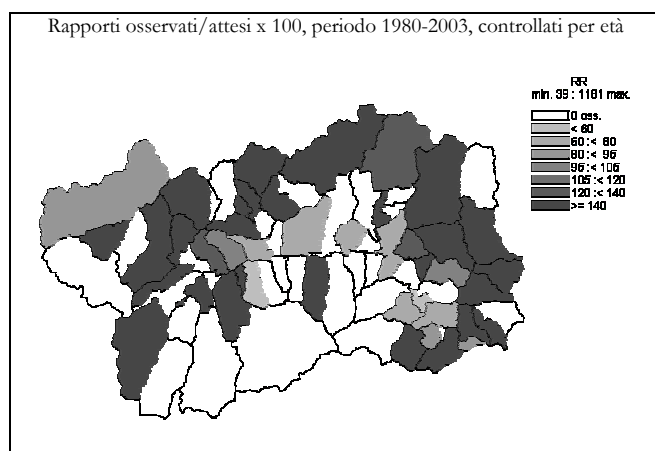 Rapporti osservati/attesi x 100, periodo 1980-2003, controllati per età
RR
min. 39 : 1181 max.
0 oss.
< 60
60 :< 80
80 :< 95
95 :< 105
105 :< 120
120 :< 140
>= 140